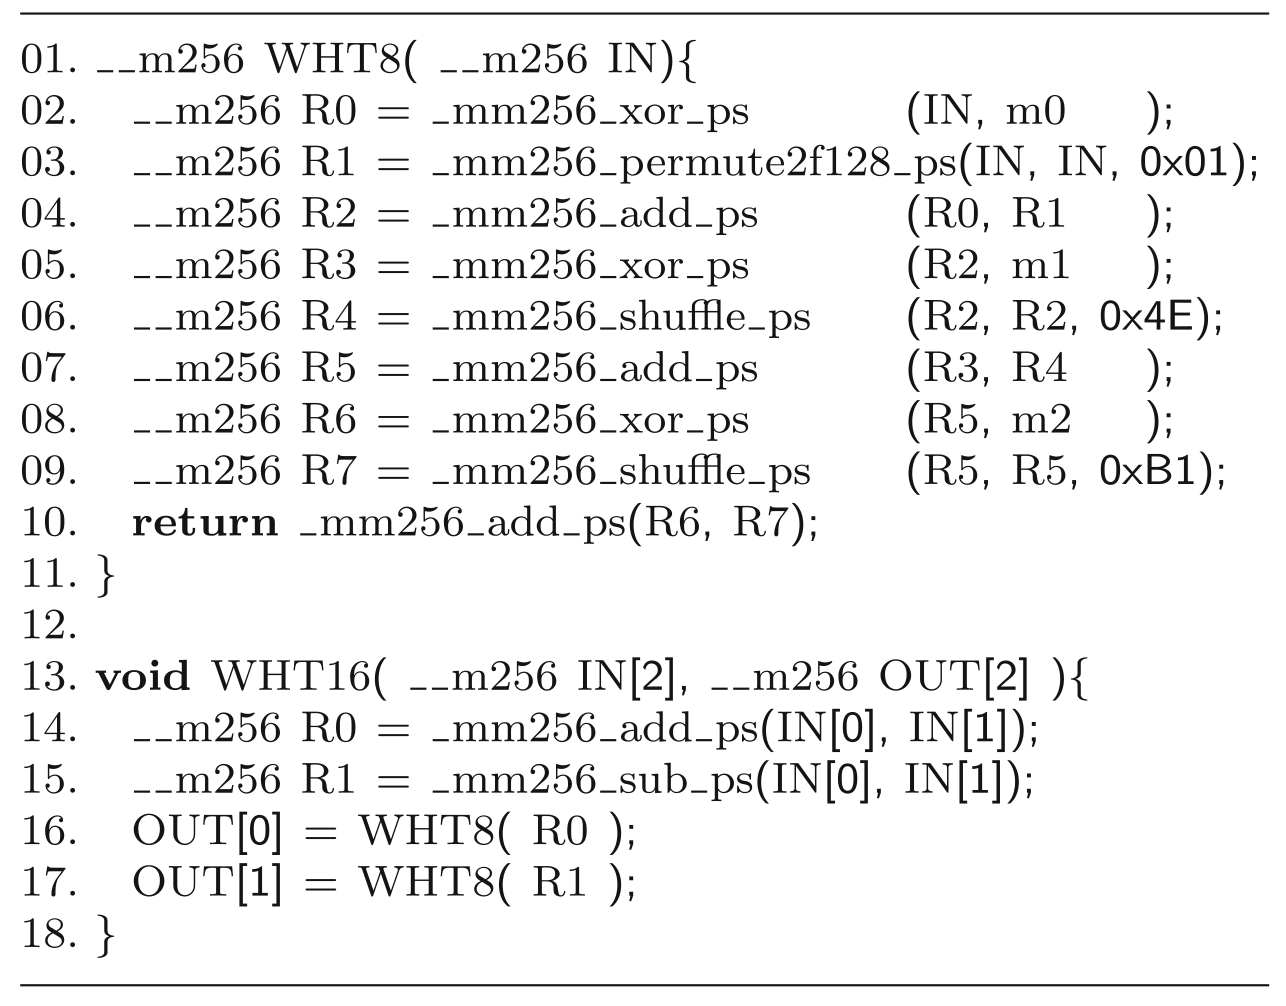 01. __m256 WHT8( __m256 IN){
02. __m256 R0 = _mm256_xor_ps (IN, m0 );
03. __m256 R1 = _mm256_permute2f128_ps(IN, IN, 0x01);
04. __m256 R2 = _mm256_add_ps (R0, R1 );
05. __m256 R3 = _mm256_xor_ps (R2, m1 );
06. __m256 R4 = _mm256_shuffle_ps (R2, R2, 0x4E);
07. __m256 R5 = _mm256_add_ps (R3, R4 );
08. __m256 R6 = _mm256_xor_ps (R5, m2 );
09. __m256 R7 = _mm256_shuffle_ps (R5, R5, 0xB1);
10. return _mm256_add_ps(R6, R7);
11. }
12.
13. void WHT16( __m256 IN[2], __m256 OUT[2] ){
14. __m256 R0 = _mm256_add_ps(IN[0], IN[1]);
15. __m256 R1 = _mm256_sub_ps(IN[0], IN[1]);
16. OUT[0] = WHT8( R0 );
17. OUT[1] = WHT8( R1 );
18. }